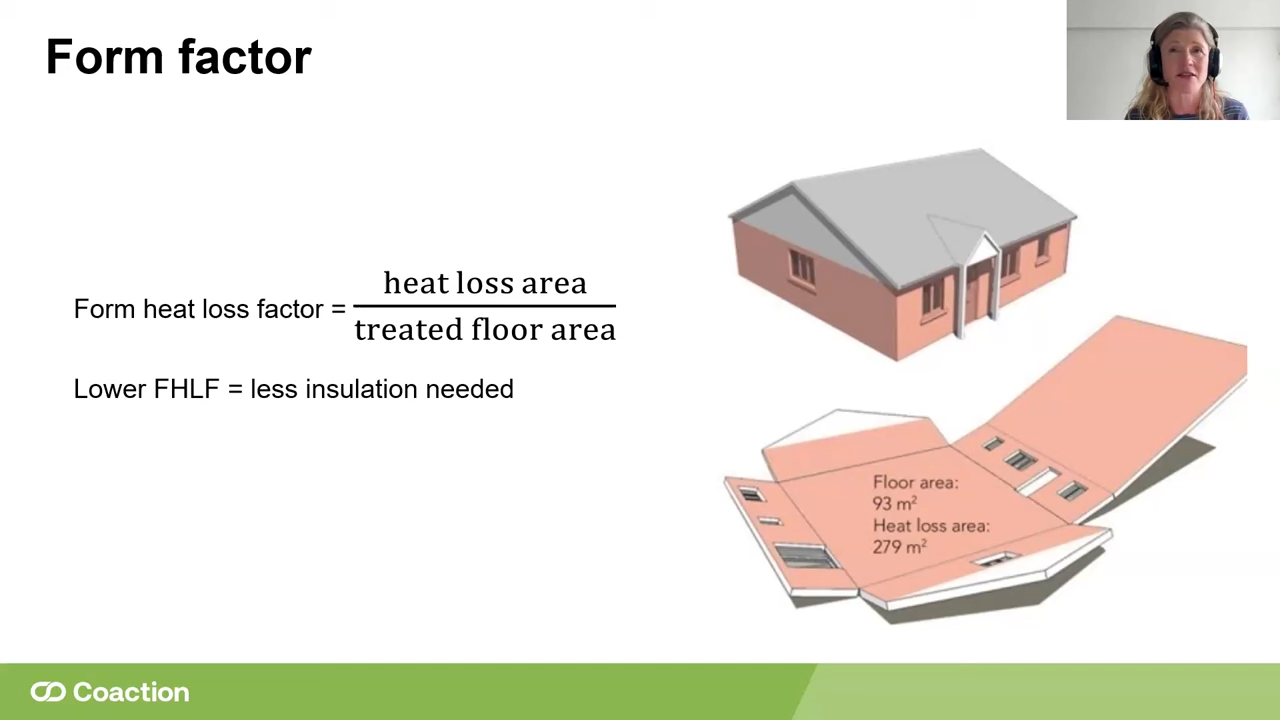 Form factor
Form heat loss factor = heat loss area / treated floor area
Lower FHLF = less insulation needed
Floor area:
93 m²
Heat loss area:
279 m²
Coaction